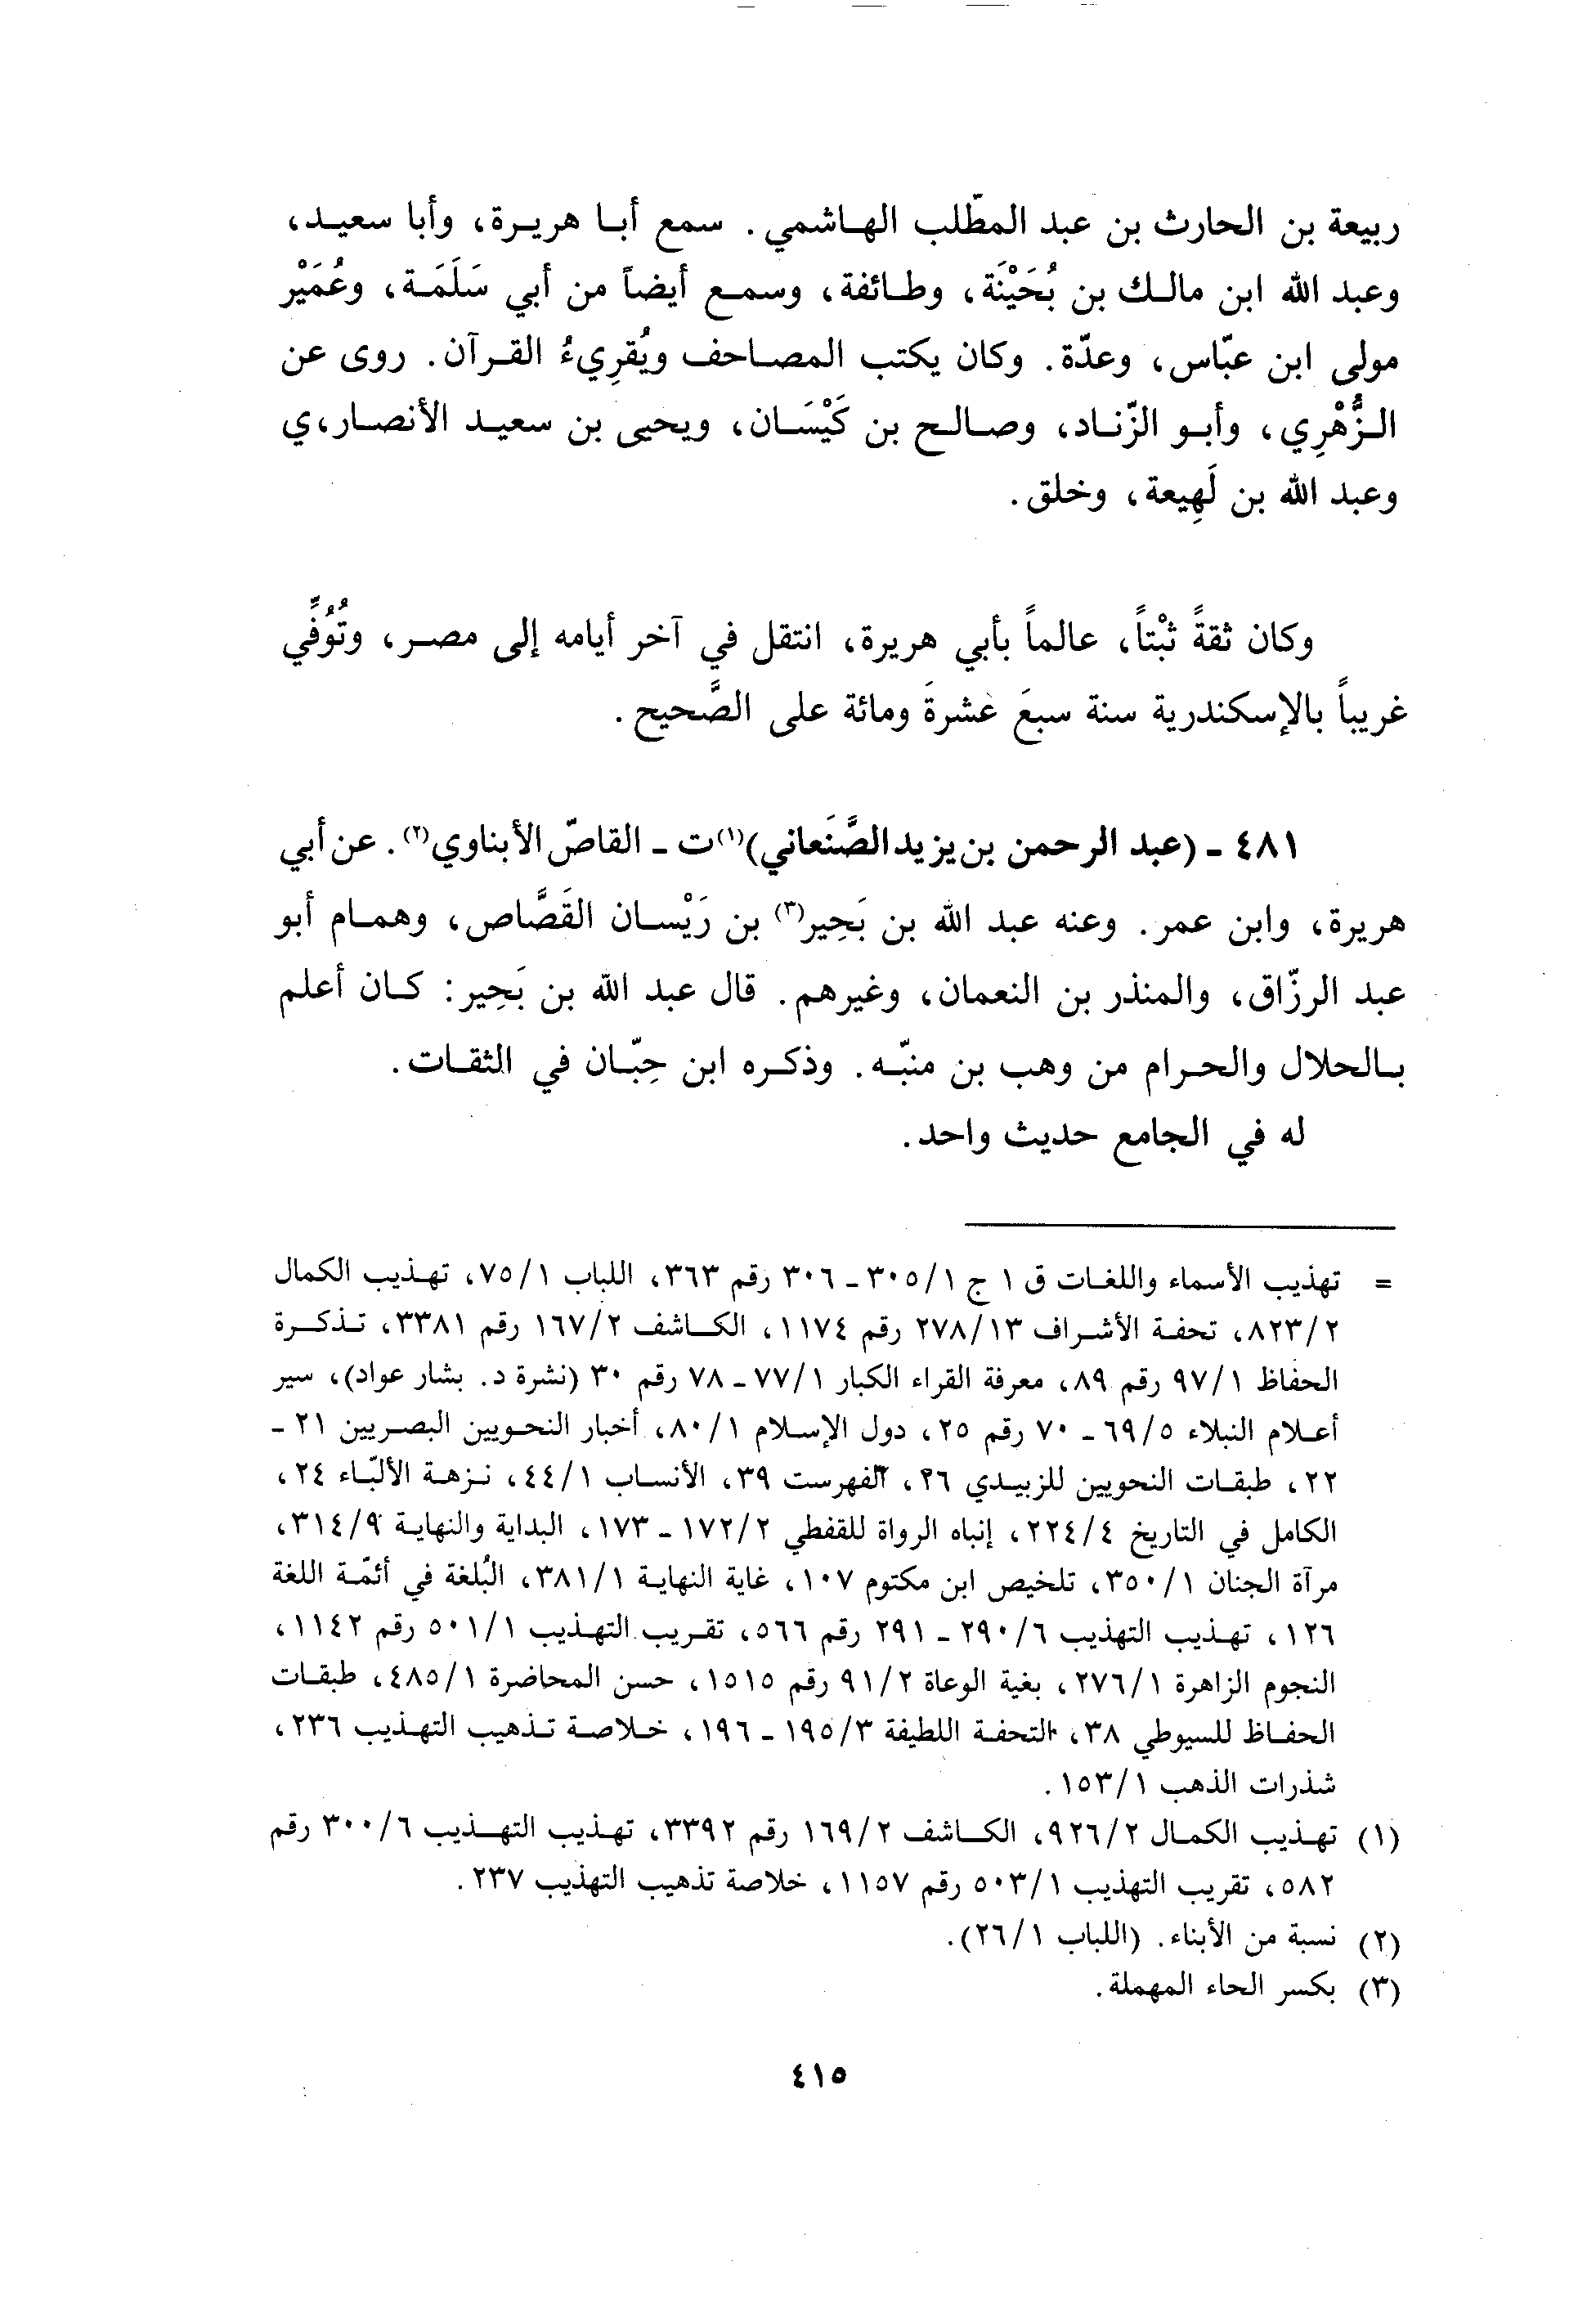 ربيعة بن الحارث بن عبد المطّلب الهاشمي. سمع أبا هريرة، وأبا سعيد،
وعبد الله ابن مالك بن بُحَيْنَة، وطائفة، وسمع أيضاً من أبي سَلَمَة، وعُمَيْر
مولى ابن عبّاس، وعدّة. وكان يكتب المصاحف ويُقرِيءُ القرآن. روى عن
الزُّهْرِي، وأبو الزّناد، وصالح بن كَيْسَان، ويحيى بن سعيد الأنصار،ي
وعبد الله بن لَهِيعة، وخلق.
وكان ثقةً ثبْتاً، عالماً بأبي هريرة، انتقل في آخر أيامه إلى مصر، وتُوُفِّي
غريباً بالإسكندرية سنة سبعَ عشرةَ ومائة على الصَّحيح.
٤٨١ - (عبد الرحمن بن يزيد الصَّنَعاني)(١) ت - القاصّ الأبناوي(٢). عن أبي
هريرة، وابن عمر. وعنه عبد الله بن بَحِير(٣) بن رَيْسان القَصَّاص، وهمام أبو
عبد الرزّاق، والمنذر بن النعمان، وغيرهم. قال عبد الله بن بَحِير: كان أعلم
بالحلال والحرام من وهب بن منبّه. وذكره ابن حِبّان في الثقات.
له في الجامع حديث واحد.
= تهذيب الأسماء واللغات ق ١ ج ٣٠٥/١ - ٣٠٦ رقم ٣٦٣، اللباب ٧٥/١، تهذيب الكمال
٨٢٣/٢، تحفة الأشراف ٢٧٨/١٣ رقم ١١٧٤، الكاشف ١٦٧/٢ رقم ٣٣٨١، تذكرة
الحفاظ ٩٧/١ رقم ٨٩، معرفة القراء الكبار ٧٧/١ - ٧٨ رقم ٣٠ (نشرة د. بشار عواد)، سير
أعلام النبلاء ٦٩/٥ - ٧٠ رقم ٢٥، دول الإسلام ٨٠/١، أخبار النحويين البصريين ٢١ -
٢٢، طبقات النحويين للزبيدي ٢٦، الفهرست ٣٩، الأنساب ٤٤/١، نزهة الألبّاء ٢٤،
الكامل في التاريخ ٢٢٤/٤، إنباه الرواة للقفطي ١٧٢/٢ - ١٧٣، البداية والنهاية ٣١٤/٩،
مرآة الجنان ٣٥٠/١، تلخيص ابن مكتوم ١٠٧، غاية النهاية ٣٨١/١، البُلغة في أئمّة اللغة
١٢٦، تهذيب التهذيب ٢٩٠/٦ - ٢٩١ رقم ٥٦٦، تقريب التهذيب ٥٠١/١ رقم ١١٤٢،
النجوم الزاهرة ٢٧٦/١، بغية الوعاة ٩١/٢ رقم ١٥١٥، حسن المحاضرة ٤٨٥/١، طبقات
الحفاظ للسيوطي ٣٨، التحفة اللطيفة ١٩٥/٣ - ١٩٦، خلاصة تذهيب التهذيب ٢٣٦،
شذرات الذهب ١٥٣/١.
(١) تهذيب الكمال ٩٢٦/٢، الكاشف ١٦٩/٢ رقم ٣٣٩٢، تهذيب التهذيب ٣٠٠/٦ رقم
٥٨٢، تقريب التهذيب ٥٠٣/١ رقم ١١٥٧، خلاصة تذهيب التهذيب ٢٣٧.
(٢) نسبة من الأبناء. (اللباب ٢٦/١).
(٣) بكسر الحاء المهملة.
٤١٥